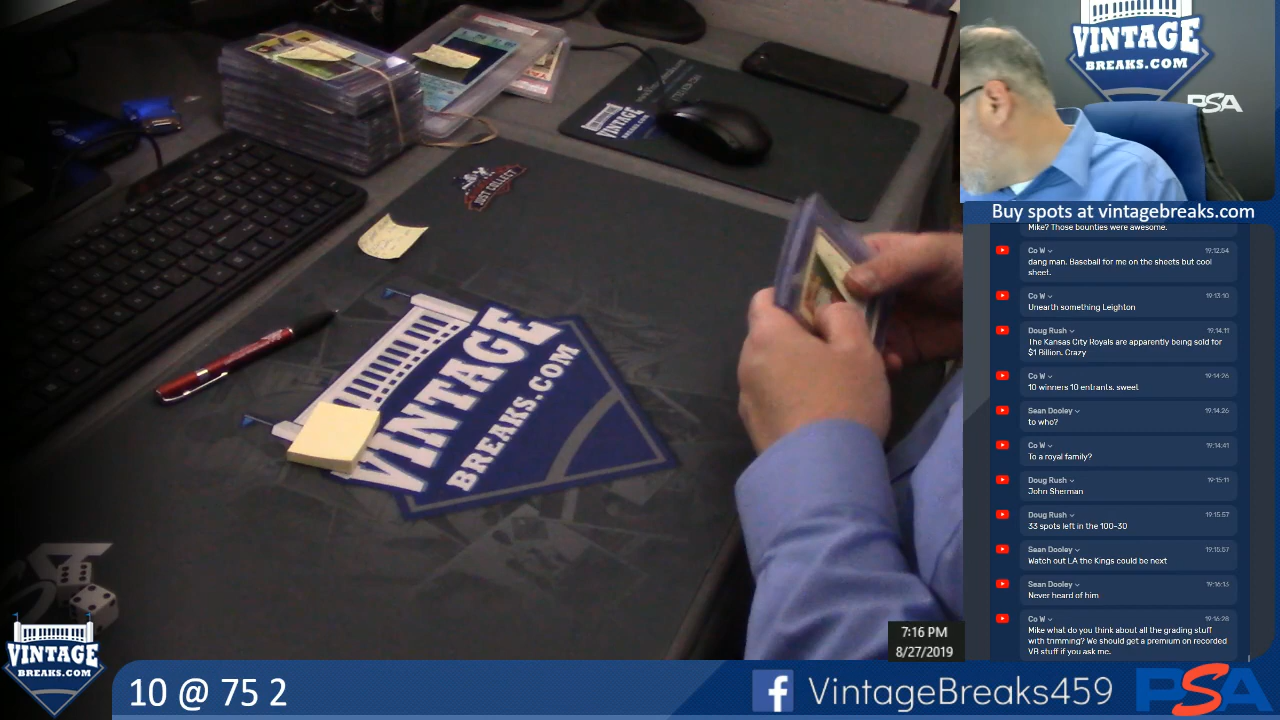 VINTAGE
BREAKS.COM
PSA
Buy spots at vintagebreaks.com
Mike? Those bounties were awesome.
Co W 19:12:54
dang man. Baseball for me on the sheets but cool
sheet.
Co W 19:13:10
Unearth something Leighton
Doug Rush 19:14:11
The Kansas City Royals are apparently being sold for
$1 Billion. Crazy
Co W 19:14:26
10 winners 10 entrants. sweet
Sean Dooley 19:14:26
to who?
Co W 19:14:41
To a royal family?
Doug Rush 19:15:11
John Sherman
Doug Rush 19:15:57
33 spots left in the 100-30
Sean Dooley 19:15:57
Watch out LA the Kings could be next
Sean Dooley 19:16:13
Never heard of him
Co W 19:16:28
Mike what do you think about all the grading stuff
with trimming? We should get a premium on recorded
VB stuff if you ask me.
JUST COLLECT
VINTAGE
BREAKS.COM
VINTAGE
BREAKS.COM
7:16 PM
8/27/2019
VINTAGE
BREAKS.COM
10 @ 75 2
f VintageBreaks459
PSA